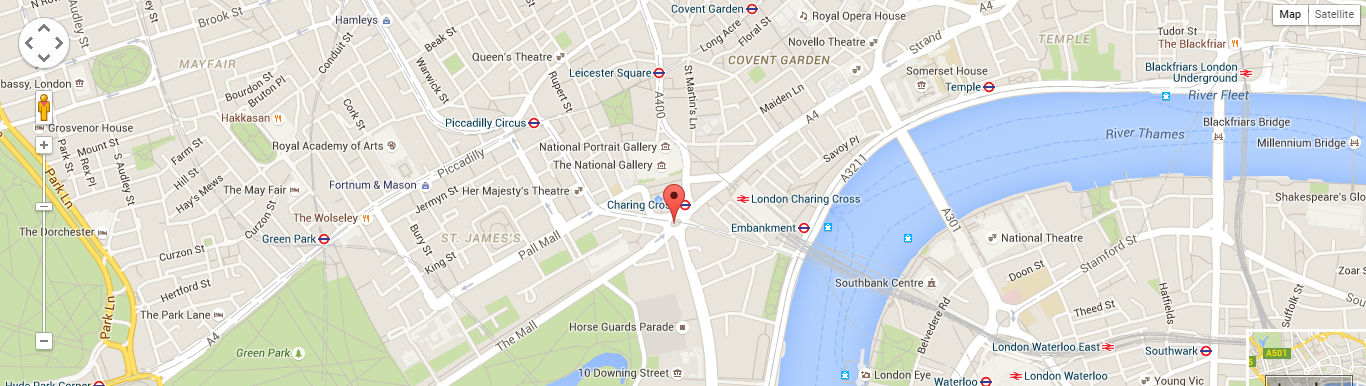 Covent Garden
Map
Satellite
N Row
S Audley St
Brook St
Hamleys
Conduit St
A4
Royal Opera House
Long Acre
Floral St
Beak St
Queen's Theatre
Novello Theatre
Strand
TEMPLE
Tudor St
The Blackfriar
MAYFAIR
Warwick St
COVENT GARDEN
Blackfriars London
Underground
Leicester Square
St Martin's Ln
Somerset House
Temple
River Fleet
bassy, London
Bourdon St
Bruton Pl
Rupert St
A400
Maiden Ln
A4
Hakkasan
Cork St
Piccadilly Circus
Blackfriars Bridge
Grosvenor House
River Thames
Mount St
Royal Academy of Arts
National Portrait Gallery
Savoy Pl
Millennium Bridge
Park St
Rex Pl
S Audley St
Farm St
Piccadilly
The National Gallery
A3211
Park Ln
Hill St
Hay's Mews
The May Fair
Fortnum & Mason
Jermyn St
Her Majesty's Theatre
Curzon St
Charing Cross
London Charing Cross
Shakespeare's Glo
The Wolseley
The Dorchester
Green Park
Bury St
ST. JAMES'S
Pall Mall
Embankment
A301
National Theatre
Stamford St
Curzon St
King St
Doon St
Zoar S
Hertford St
Southbank Centre
Hatfields
Suffolk St
Park Ln
The Park Lane
Theed St
Belvedere Rd
A4
The Mall
Horse Guards Parade
Green Park
London Waterloo East
Southwark
A501
10 Downing Street
London Eye
London Waterloo
Hyde Park Corner
Waterloo
Young Vic